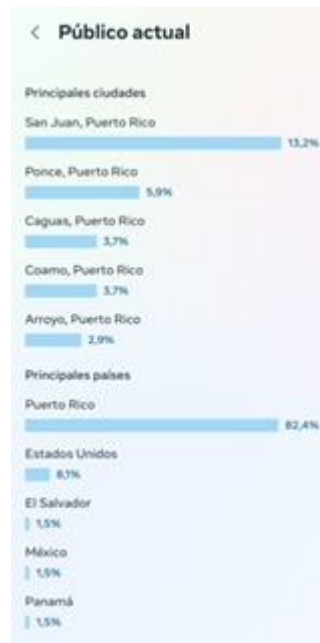 Público actual
Principales ciudades
San Juan, Puerto Rico
13,2%
Ponce, Puerto Rico
5,9%
Caguas, Puerto Rico
3,7%
Coamo, Puerto Rico
3,7%
Arroyo, Puerto Rico
2,9%
Principales países
Puerto Rico
82,4%
Estados Unidos
8,1%
El Salvador
1,5%
México
1,5%
Panamá
1,5%